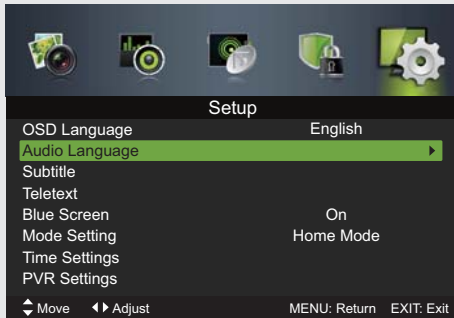 Setup
OSD Language English
Audio Language
Subtitle
Teletext
Blue Screen On
Mode Setting Home Mode
Time Settings
PVR Settings
Move Adjust MENU: Return EXIT: Exit